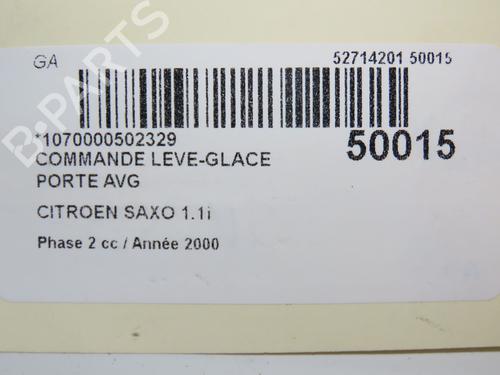 GA
52714201 50015
*1070000502329
50015
COMMANDE LEVE-GLACE
PORTE AVG
CITROEN SAXO 1.1i
Phase 2 cc / Année 2000
B-PARTS